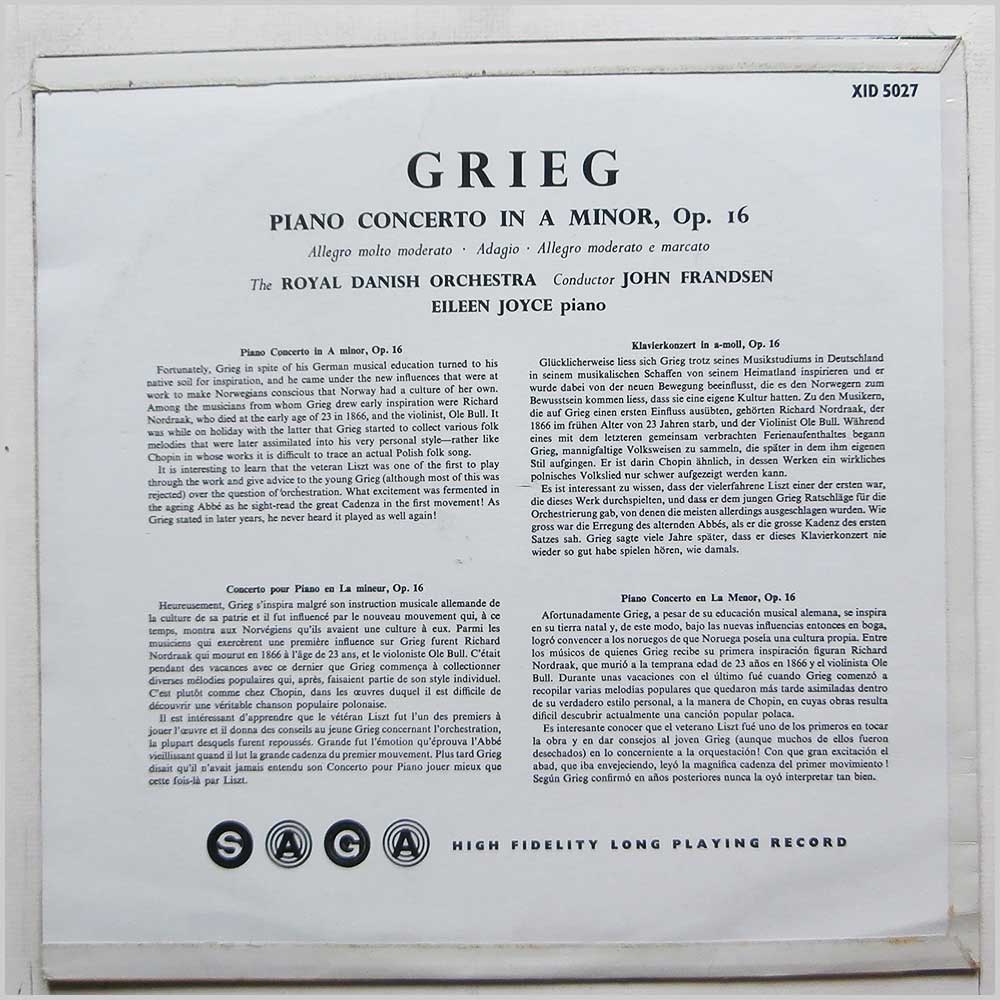 XID 5027
GRIEG
PIANO CONCERTO IN A MINOR, Op. 16
Allegro molto moderato · Adagio · Allegro moderato e marcato
The ROYAL DANISH ORCHESTRA Conductor JOHN FRANDSEN
EILEEN JOYCE piano
Piano Concerto in A minor, Op. 16
Fortunately, Grieg in spite of his German musical education turned to his
native soil for inspiration, and he came under the new influences that were at
work to make Norwegians conscious that Norway had a culture of her own.
Among the musicians from whom Grieg drew early inspiration were Richard
Nordraak, who died at the early age of 23 in 1866, and the violinist, Ole Bull. It
was while on holiday with the latter that Grieg started to collect various folk
melodies that were later assimilated into his very personal style—rather like
Chopin in whose works it is difficult to trace an actual Polish folk song.
It is interesting to learn that the veteran Liszt was one of the first to play
through the work and give advice to the young Grieg (although most of this was
rejected) over the question of orchestration. What excitement was fermented in
the ageing Abbé as he sight-read the great Cadenza in the first movement! As
Grieg stated in later years, he never heard it played as well again!
Klavierkonzert in a-moll, Op. 16
Glücklicherweise liess sich Grieg trotz seines Musikstudiums in Deutschland
in seinem musikalischen Schaffen von seinem Heimatland inspirieren und er
wurde dabei von der neuen Bewegung beeinflusst, die es den Norwegern zum
Bewusstsein kommen liess, dass sie eine eigene Kultur hatten. Zu den Musikern,
die auf Grieg einen ersten Einfluss ausübten, gehörten Richard Nordraak, der
1866 im frühen Alter von 23 Jahren starb, und der Violinist Ole Bull. Während
eines mit dem letzteren gemeinsam verbrachten Ferienaufenthaltes begann
Grieg, mannigfaltige Volksweisen zu sammeln, die später in dem ihm eigenen
Stil aufgingen. Er ist darin Chopin ähnlich, in dessen Werken ein wirkliches
polnisches Volkslied nur schwer aufgezeigt werden kann.
Es ist interessant zu wissen, dass der vielerfahrene Liszt einer der ersten war,
die dieses Werk durchspielten, und dass er dem jungen Grieg Ratschläge für die
Orchestrierung gab, von denen die meisten allerdings ausgeschlagen wurden. Wie
gross war die Erregung des alternden Abbés, als er die grosse Kadenz des ersten
Satzes sah. Grieg sagte viele Jahre später, dass er dieses Klavierkonzert nie
wieder so gut habe spielen hören, wie damals.
Concerto pour Piano en La mineur, Op. 16
Heureusement, Grieg s'inspira malgré son instruction musicale allemande de
la culture de sa patrie et il fut influencé par le nouveau mouvement qui, à ce
temps, montra aux Norvégiens qu'ils avaient une culture à eux. Parmi les
musiciens qui exercèrent une première influence sur Grieg furent Richard
Nordraak qui mourut en 1866 à l'âge de 23 ans, et le violoniste Ole Bull. C'était
pendant des vacances avec ce dernier que Grieg commença à collectionner
diverses mélodies populaires qui, après, faisaient partie de son style individuel.
C'est plutôt comme chez Chopin, dans les œuvres duquel il est difficile de
découvrir une véritable chanson populaire polonaise.
Il est intéressant d'apprendre que le vétéran Liszt fut l'un des premiers à
jouer l'œuvre et il donna des conseils au jeune Grieg concernant l'orchestration,
la plupart desquels furent repoussés. Grande fut l'émotion qu'éprouva l'Abbé
vieillissant quand il lut la grande cadenza du premier movement. Plus tard Grieg
disait qu'il n'avait jamais entendu son Concerto pour Piano jouer mieux que
cette fois-là par Liszt.
Piano Concerto en La Menor, Op. 16
Afortunadamente Grieg, a pesar de su educación musical alemana, se inspira
en su tierra natal y, de este modo, bajo las nuevas influencias entonces en boga,
logró convencer a los noruegos de que Noruega poseía una cultura propia. Entre
los músicos de quienes Grieg recibe su primera inspiración figuran Richard
Nordraak, que murió a la temprana edad de 23 años en 1866 y el violinista Ole
Bull. Durante unas vacaciones con el último fué cuando Grieg comenzó a
recopilar varias melodías populares que quedaron más tarde asimiladas dentro
de su verdadero estilo personal, a la manera de Chopin, en cuyas obras resulta
dificil descubrir actualmente una canción popular polaca.
Es interesante conocer que el veterano Liszt fué uno de los primeros en tocar
la obra y en dar consejos al joven Grieg (aunque muchos de ellos fueron
desechados) en lo concerniente a la orquestación! Con que gran excitación el
abad, que iba envejeciendo, leyó la magnifica cadenza del primer movimiento!
Según Grieg confirmó en años posteriores nunca la oyó interpretar tan bien.
SAGA HIGH FIDELITY LONG PLAYING RECORD